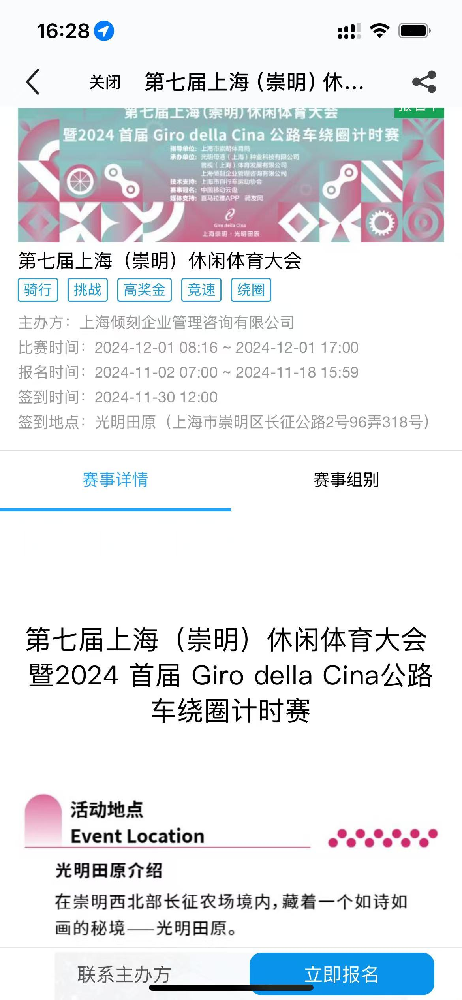 16:28
关闭
第七届上海（崇明）休...
第七届上海（崇明）休闲体育大会
暨2024 首届 Giro della Cina 公路车绕圈计时赛
指导单位：上海市崇明体育局
承办单位：光明母港（上海）种业科技有限公司
普视（上海）体育发展有限公司
上海倾刻企业管理咨询有限公司
技术支持：上海市自行车运动协会
赛事冠名：中国移动云盘
媒体支持：喜马拉雅APP 骑友网
Giro della Cina
上海崇明·光明田原
第七届上海（崇明）休闲体育大会
骑行 挑战 高奖金 竞速 绕圈
主办方：上海倾刻企业管理咨询有限公司
比赛时间：2024-12-01 08:16 ~ 2024-12-01 17:00
报名时间：2024-11-02 07:00 ~ 2024-11-18 15:59
签到时间：2024-11-30 12:00
签到地点：光明田原（上海市崇明区长征公路2号96弄318号）
赛事详情
赛事组别
第七届上海（崇明）休闲体育大会
暨2024 首届 Giro della Cina公路
车绕圈计时赛
活动地点
Event Location
光明田原介绍
在崇明西北部长征农场境内，藏着一个如诗如
画的秘境——光明田原。
联系主办方
立即报名